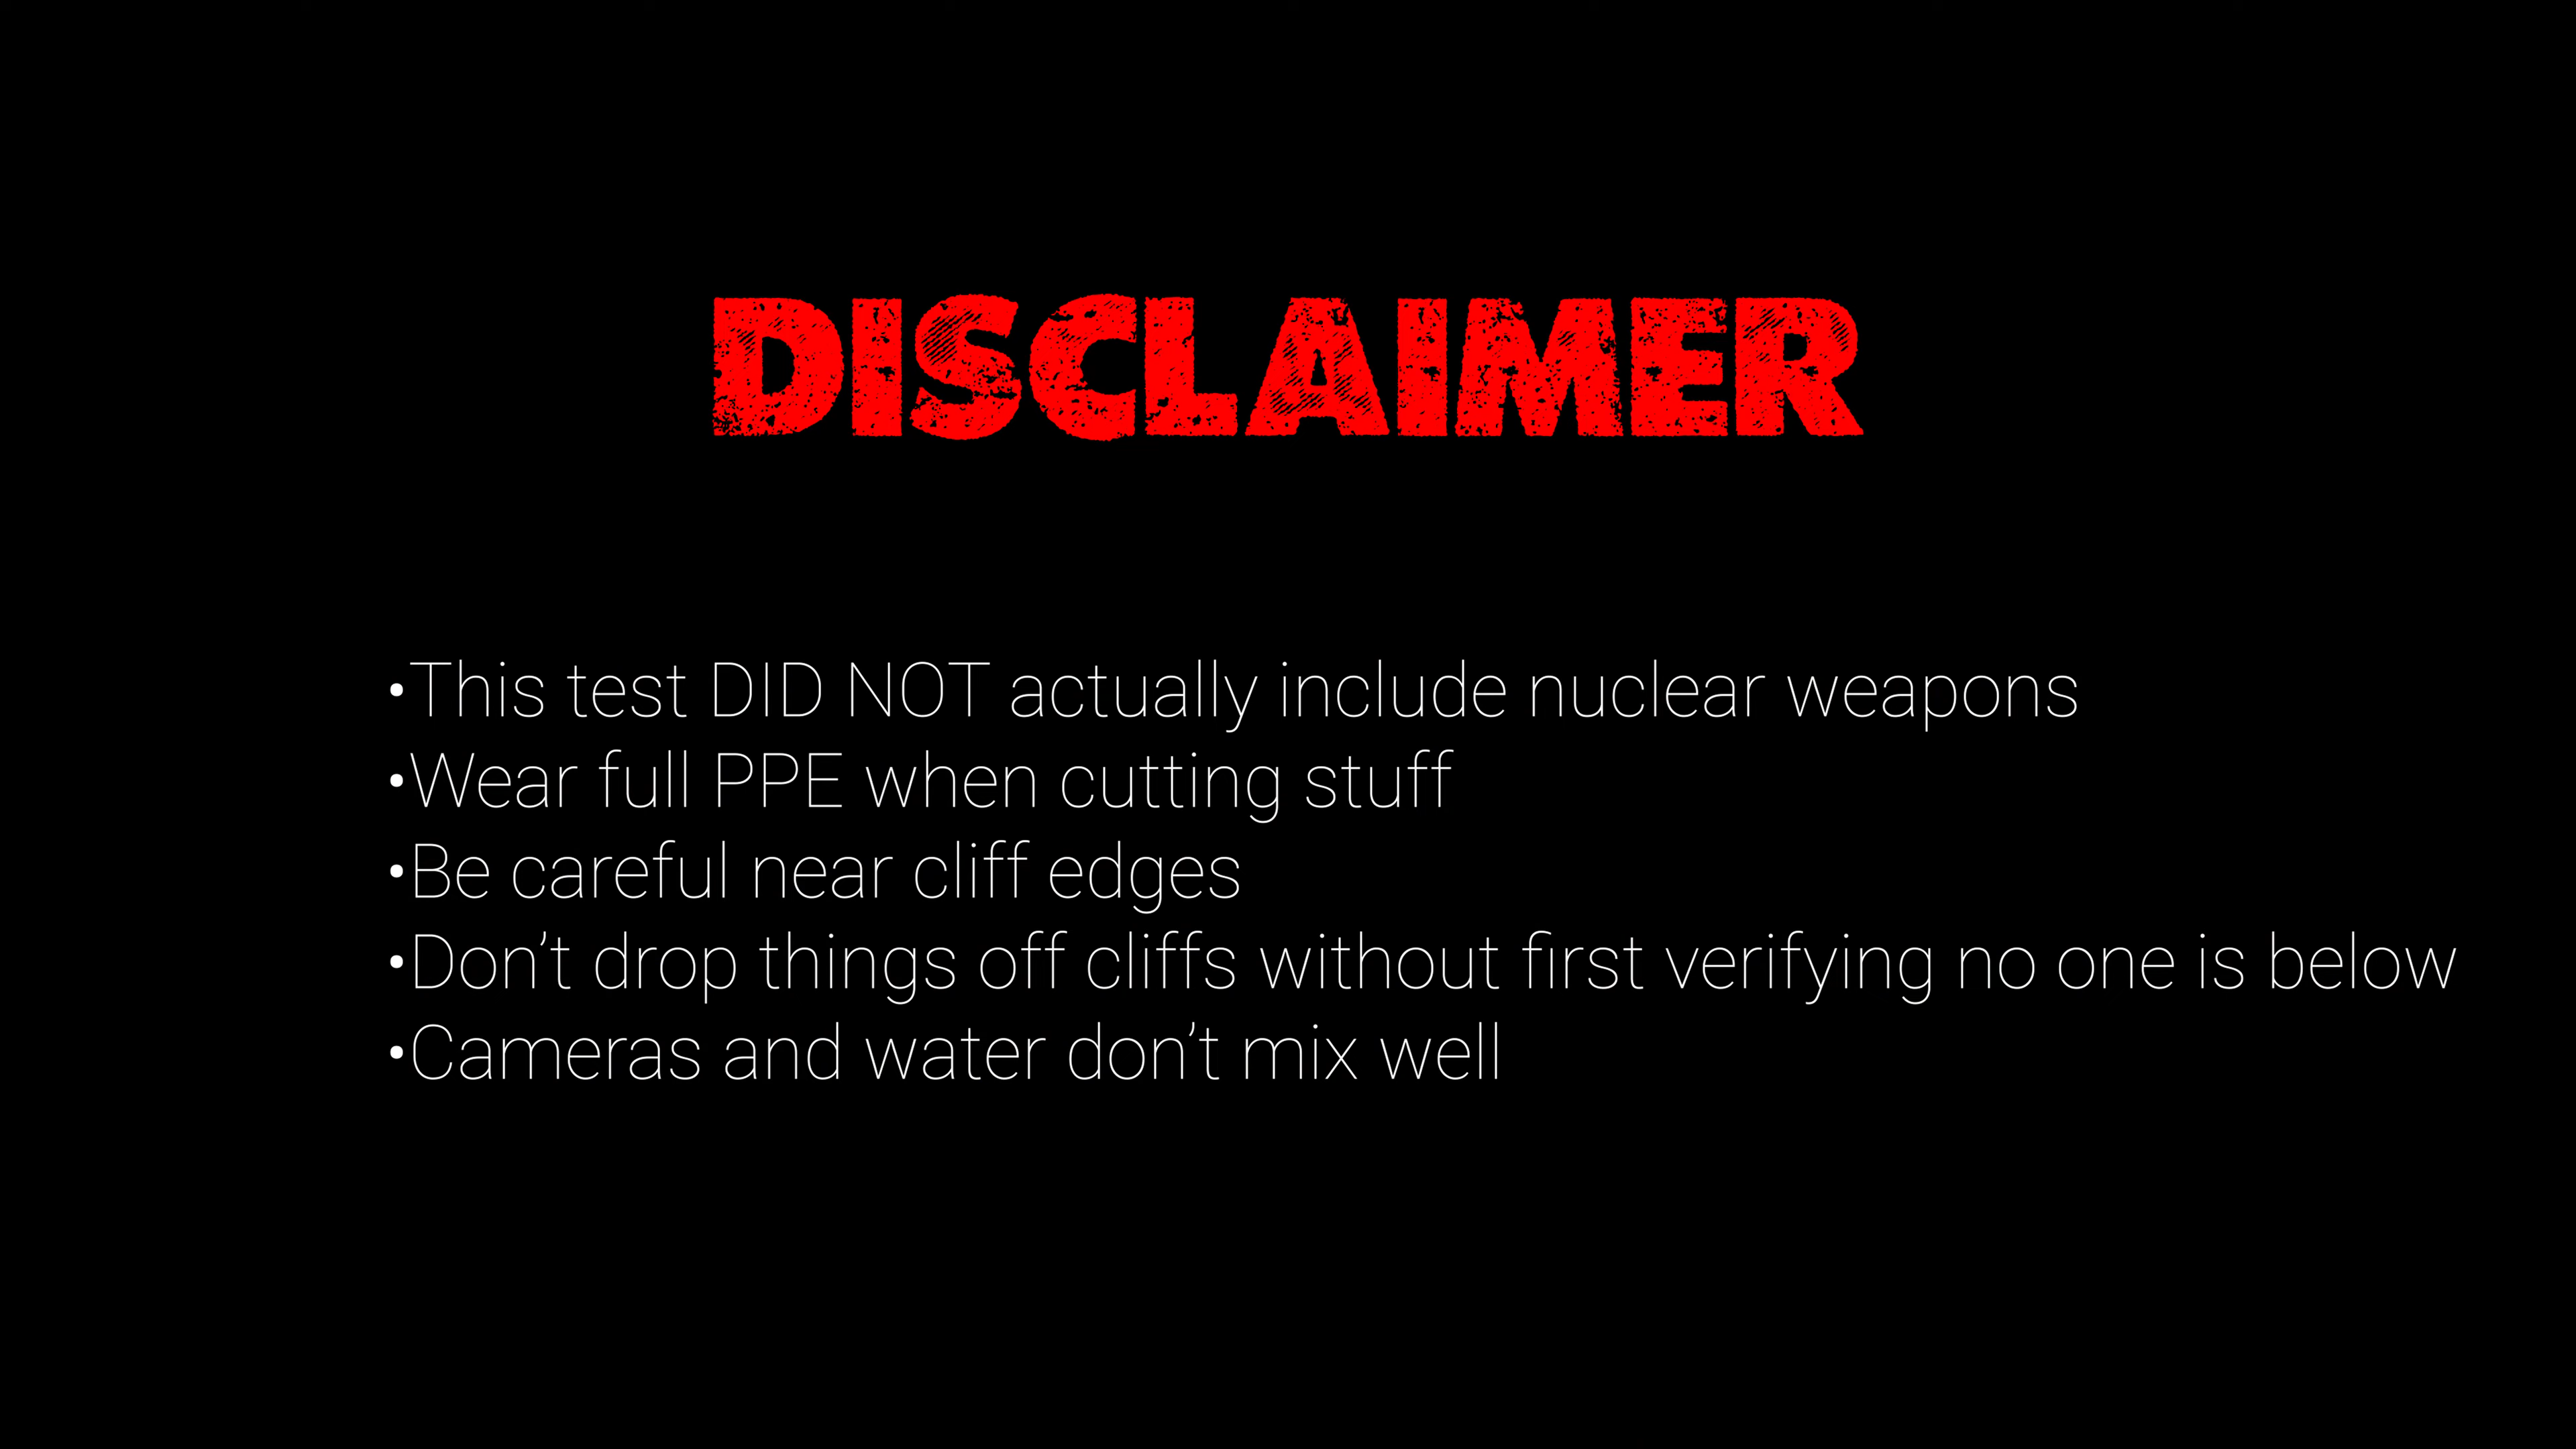 DISCLAIMER
•This test DID NOT actually include nuclear weapons
•Wear full PPE when cutting stuff
•Be careful near cliff edges
•Don’t drop things off cliffs without first verifying no one is below
•Cameras and water don’t mix well